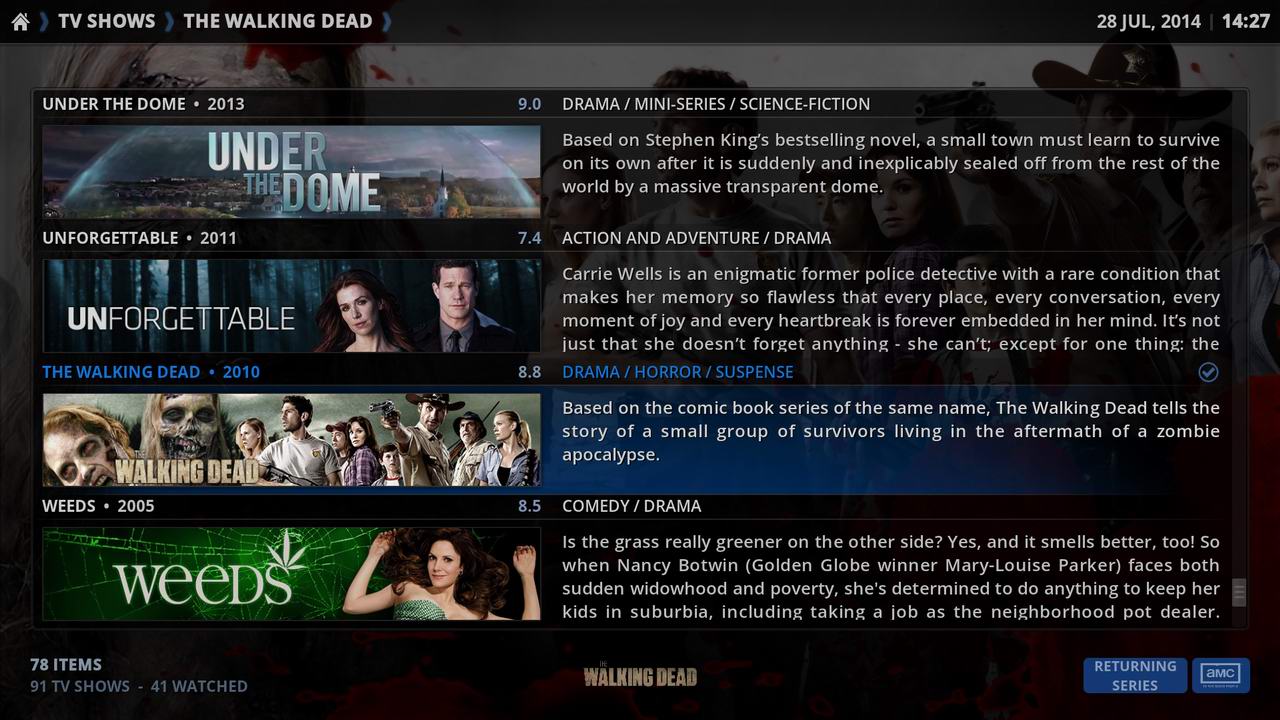 TV SHOWS THE WALKING DEAD 28 JUL, 2014 | 14:27
UNDER THE DOME • 2013 9.0 DRAMA / MINI-SERIES / SCIENCE-FICTION
UNDER
THE DOME
Based on Stephen King’s bestselling novel, a small town must learn to survive
on its own after it is suddenly and inexplicably sealed off from the rest of the
world by a massive transparent dome.
UNFORGETTABLE • 2011 7.4 ACTION AND ADVENTURE / DRAMA
UNFORGETTABLE
Carrie Wells is an enigmatic former police detective with a rare condition that
makes her memory so flawless that every place, every conversation, every
moment of joy and every heartbreak is forever embedded in her mind. It’s not
just that she doesn’t forget anything - she can’t; except for one thing: the
THE WALKING DEAD • 2010 8.8 DRAMA / HORROR / SUSPENSE
THE
WALKING DEAD
Based on the comic book series of the same name, The Walking Dead tells the
story of a small group of survivors living in the aftermath of a zombie
apocalypse.
WEEDS • 2005 8.5 COMEDY / DRAMA
weeds
Is the grass really greener on the other side? Yes, and it smells better, too! So
when Nancy Botwin (Golden Globe winner Mary-Louise Parker) faces both
sudden widowhood and poverty, she's determined to do anything to keep her
kids in suburbia, including taking a job as the neighborhood pot dealer.
78 ITEMS
91 TV SHOWS - 41 WATCHED
THE
WALKING DEAD
RETURNING
SERIES
amc